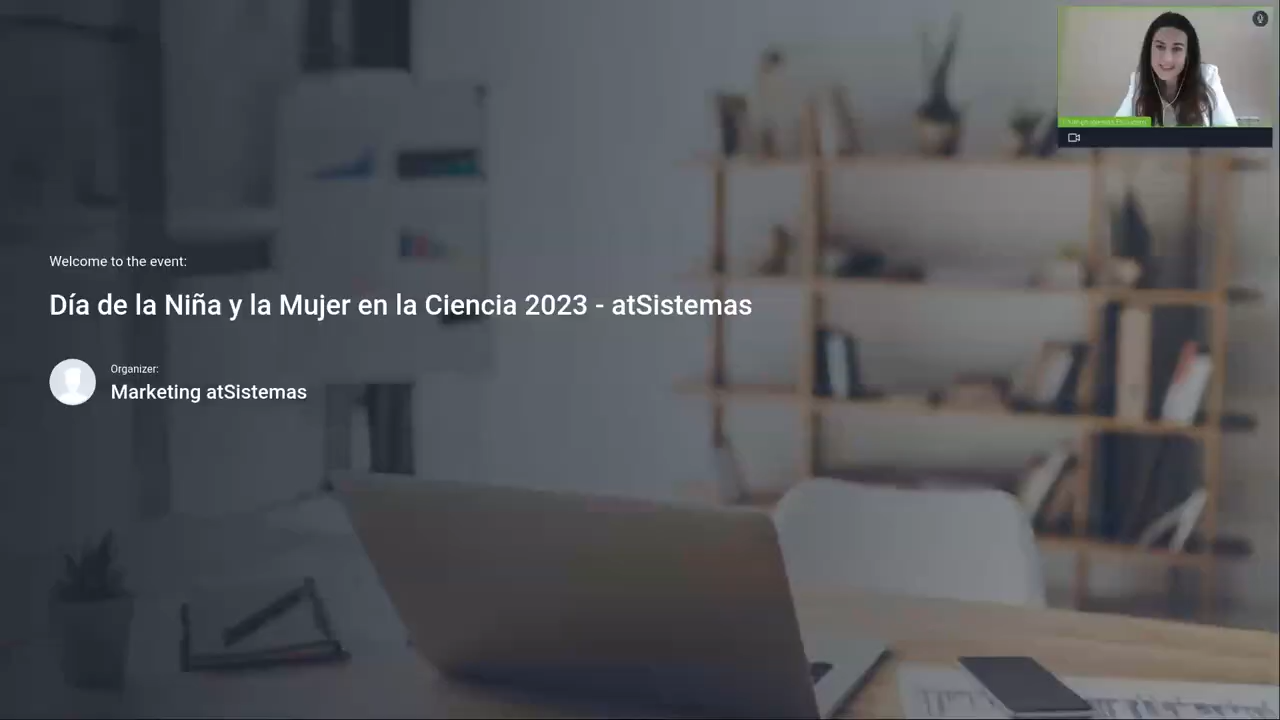 Welcome to the event:
Día de la Niña y la Mujer en la Ciencia 2023 - atSistemas
Organizer:
Marketing atSistemas